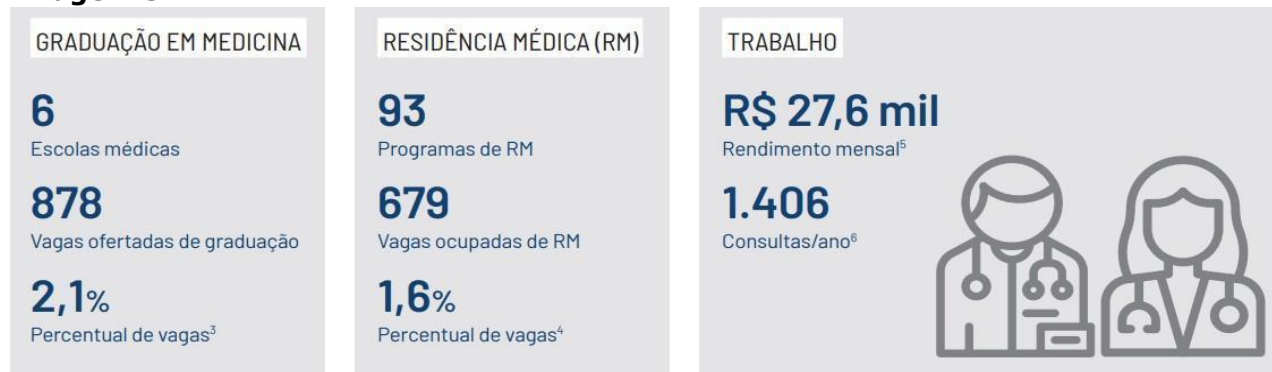 GRADUAÇÃO EM MEDICINA
6
Escolas médicas
878
Vagas ofertadas de graduação
2,1%
Percentual de vagas³
RESIDÊNCIA MÉDICA (RM)
93
Programas de RM
679
Vagas ocupadas de RM
1,6%
Percentual de vagas⁴
TRABALHO
R$ 27,6 mil
Rendimento mensal⁵
1.406
Consultas/ano⁶